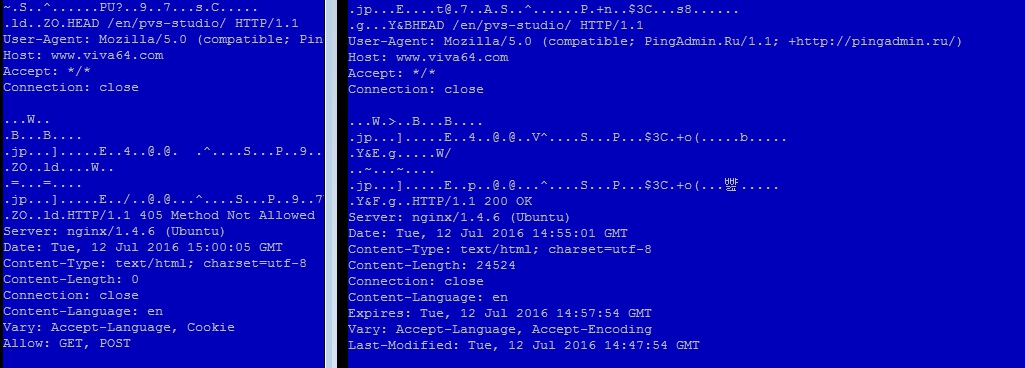 ~.S..^......PU?..9..7...s.C.....
.ld..ZO.HEAD /en/pvs-studio/ HTTP/1.1
User-Agent: Mozilla/5.0 (compatible; Pin
Host: www.viva64.com
Accept: */*
Connection: close
...W..
.B...B....
.jp...].....E..4..@.@.  .^....S...P..9..
.ZO..ld....W..
.=...=....
.jp...].....E../..@.@...^....S...P..9..7
.ZO..ld.HTTP/1.1 405 Method Not Allowed
Server: nginx/1.4.6 (Ubuntu)
Date: Tue, 12 Jul 2016 15:00:05 GMT
Content-Type: text/html; charset=utf-8
Content-Length: 0
Connection: close
Content-Language: en
Vary: Accept-Language, Cookie
Allow: GET, POST
.jp...E....t@.7..A.S..^......P.+n..$3C...s8......
.g...Y&BHEAD /en/pvs-studio/ HTTP/1.1
User-Agent: Mozilla/5.0 (compatible; PingAdmin.Ru/1.1; +http://pingadmin.ru/)
Host: www.viva64.com
Accept: */*
Connection: close
...W.>..B...B....
.jp...].....E..4..@.@..V^....S...P...$3C.+o(.....b.....
.Y&E.g.....W/
..~...~....
.jp...].....E..p..@.@...^....S...P...$3C.+o(........
.Y&F.g..HTTP/1.1 200 OK
Server: nginx/1.4.6 (Ubuntu)
Date: Tue, 12 Jul 2016 14:55:01 GMT
Content-Type: text/html; charset=utf-8
Content-Length: 24524
Connection: close
Content-Language: en
Expires: Tue, 12 Jul 2016 14:57:54 GMT
Vary: Accept-Language, Accept-Encoding
Last-Modified: Tue, 12 Jul 2016 14:47:54 GMT